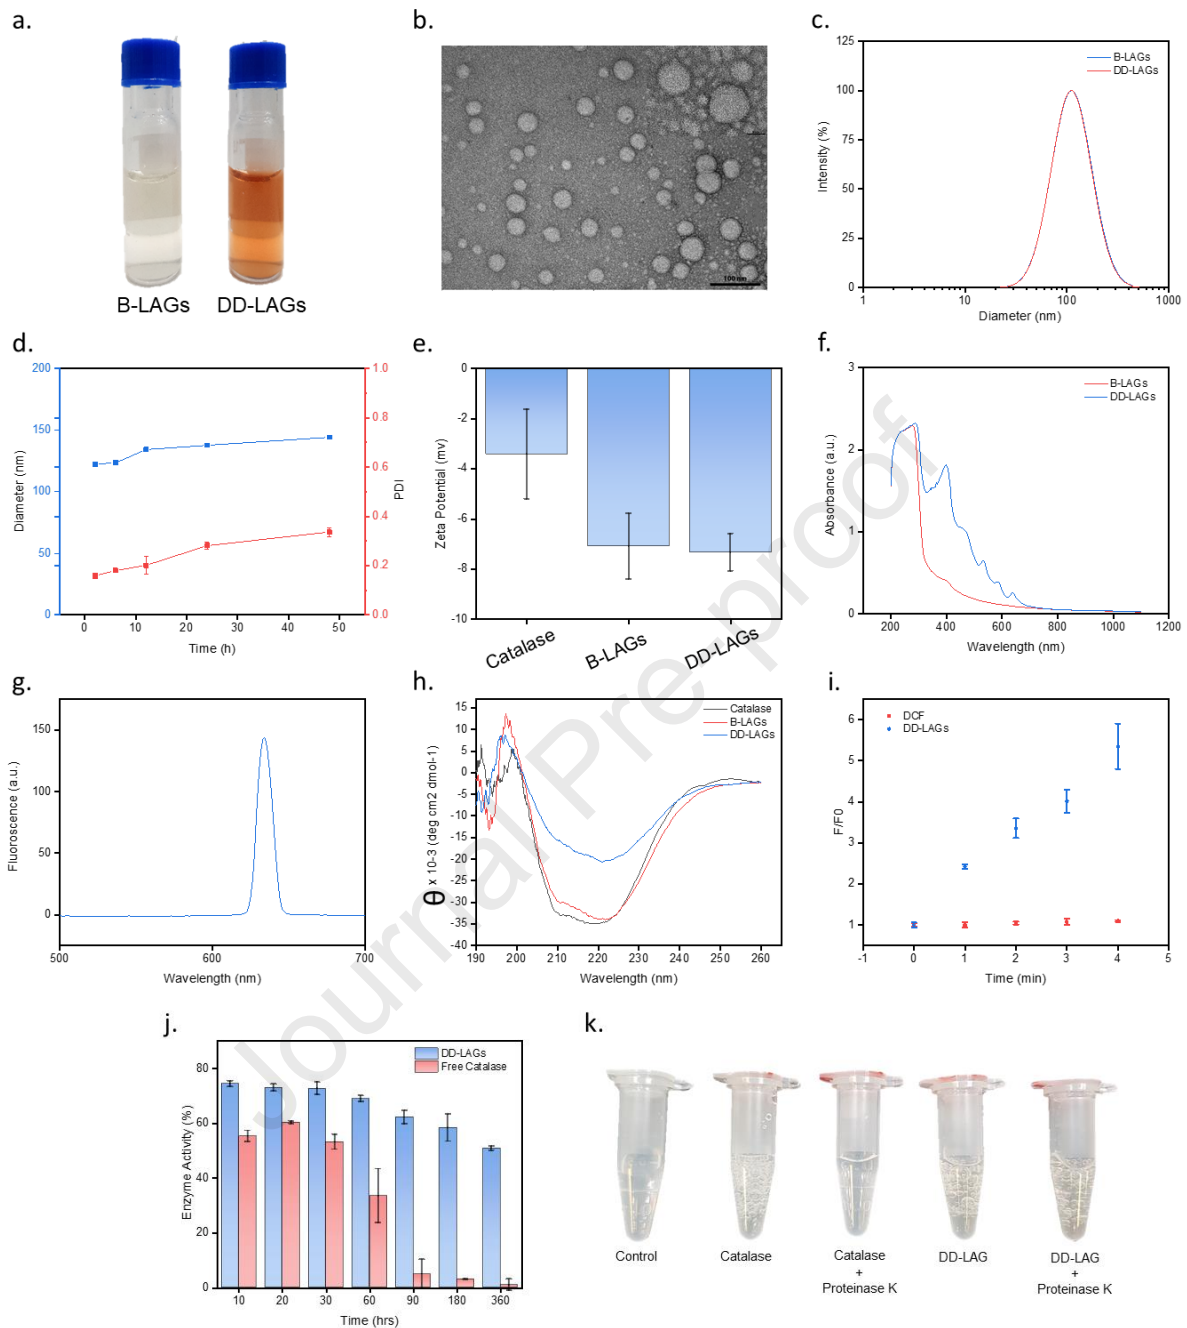 a.
B-LAGs
DD-LAGs
b.
100 nm
c.
B-LAGs
DD-LAGs
125
100
75
50
25
0
Intensity (%)
1
10
100
1000
Diameter (nm)
d.
200
150
100
50
0
Diameter (nm)
1.0
0.8
0.6
0.4
0.2
0.0
PDI
0
10
20
30
40
50
Time (h)
e.
0
-2
-4
-6
-8
-10
Zeta Potential (mv)
Catalase
B-LAGs
DD-LAGs
f.
B-LAGs
DD-LAGs
3
2
1
0
Absorbance (a.u.)
200
400
600
800
1000
1200
Wavelength (nm)
g.
150
100
50
0
Fluoroscence (a.u.)
500
600
700
Wavelength (nm)
h.
Catalase
B-LAGs
DD-LAGs
15
10
5
0
-5
-10
-15
-20
-25
-30
-35
-40
θ x 10-3 (deg cm2 dmol-1)
190
200
210
220
230
240
250
260
Wavelength (nm)
i.
DCF
DD-LAGs
6
5
4
3
2
1
F/F0
-1
0
1
2
3
4
5
Time (min)
j.
DD-LAGs
Free Catalase
80
60
40
20
0
Enzyme Activity (%)
10
20
30
60
90
180
360
Time (hrs)
k.
Control
Catalase
Catalase
+
Proteinase K
DD-LAG
DD-LAG
+
Proteinase K
Journal Pre-proof